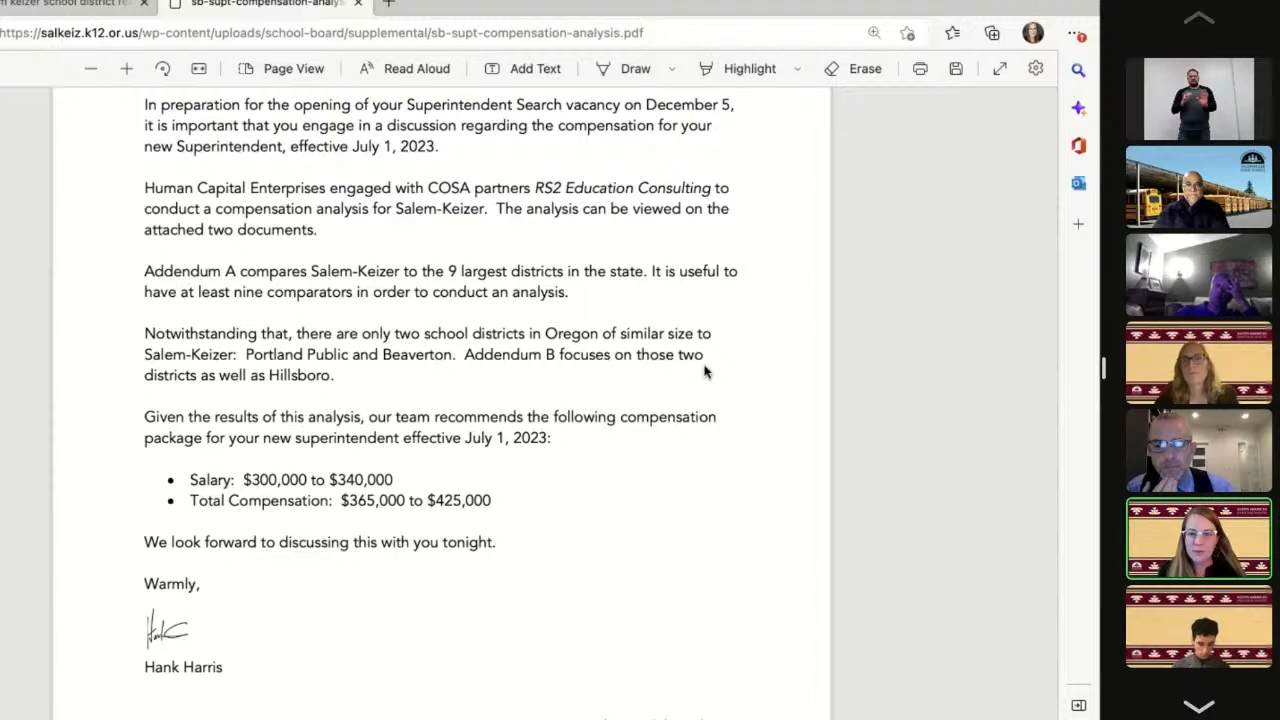 sb-supt-compensation-analys
https://salkeiz.k12.or.us/wp-content/uploads/school-board/supplemental/sb-supt-compensation-analysis.pdf
Page View
Read Aloud
Add Text
Draw
Highlight
Erase
In preparation for the opening of your Superintendent Search vacancy on December 5,
it is important that you engage in a discussion regarding the compensation for your
new Superintendent, effective July 1, 2023.
Human Capital Enterprises engaged with COSA partners RS2 Education Consulting to
conduct a compensation analysis for Salem-Keizer. The analysis can be viewed on the
attached two documents.
Addendum A compares Salem-Keizer to the 9 largest districts in the state. It is useful to
have at least nine comparators in order to conduct an analysis.
Notwithstanding that, there are only two school districts in Oregon of similar size to
Salem-Keizer: Portland Public and Beaverton. Addendum B focuses on those two
districts as well as Hillsboro.
Given the results of this analysis, our team recommends the following compensation
package for your new superintendent effective July 1, 2023:
• Salary: $300,000 to $340,000
• Total Compensation: $365,000 to $425,000
We look forward to discussing this with you tonight.
Warmly,
Hank Harris